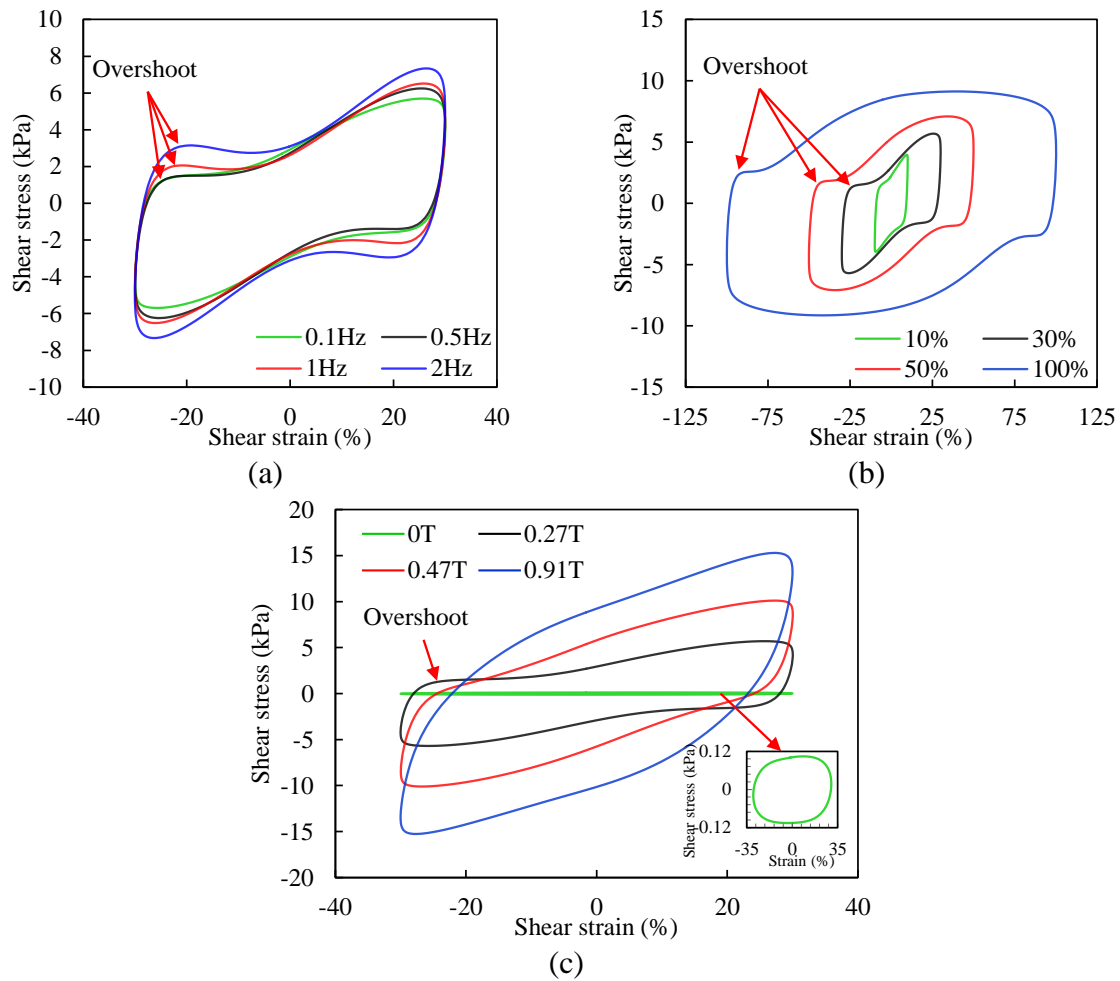 10
8
6
4
2
0
-2
-4
-6
-8
-10
Shear stress (kPa)
Overshoot
0.1Hz 0.5Hz
1Hz 2Hz
-40 -20 0 20 40
Shear strain (%)
(a)
15
10
5
0
-5
-10
-15
Shear stress (kPa)
Overshoot
10% 30%
50% 100%
-125 -75 -25 25 75 125
Shear strain (%)
(b)
20
15
10
5
0
-5
-10
-15
-20
Shear stress (kPa)
0T 0.27T
0.47T 0.91T
Overshoot
0.12
0
-0.12
Shear stress (kPa)
-35 0 35
Strain (%)
-40 -20 0 20 40
Shear strain (%)
(c)